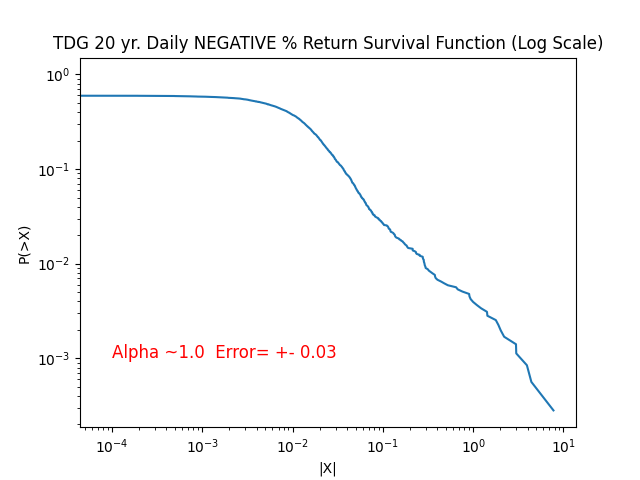 TDG 20 yr. Daily NEGATIVE % Return Survival Function (Log Scale)
10⁰
10⁻¹
10⁻²
10⁻³
P(>X)
Alpha ~1.0  Error= +- 0.03
10⁻⁴ 10⁻³ 10⁻² 10⁻¹ 10⁰ 10¹
|X|